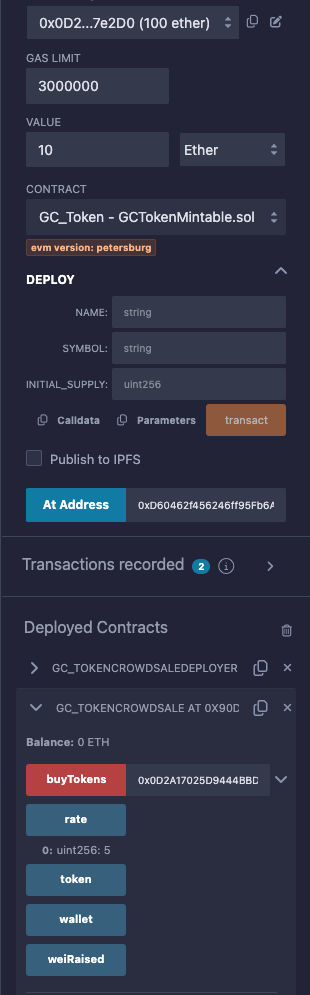 0x0D2...7e2D0 (100 ether)
GAS LIMIT
3000000
VALUE
10
Ether
CONTRACT
GC_Token - GCTokenMintable.sol
evm version: petersburg
DEPLOY
NAME: string
SYMBOL: string
INITIAL_SUPPLY: uint256
Calldata Parameters transact
Publish to IPFS
At Address 0xD60462f456246ff95Fb6A
Transactions recorded 2 i
Deployed Contracts
GC_TOKENCROWDSALEDEPLOYER
GC_TOKENCROWDSALE AT 0X90D
Balance: 0 ETH
buyTokens 0x0D2A17025D9444BBD
rate
0: uint256: 5
token
wallet
weiRaised